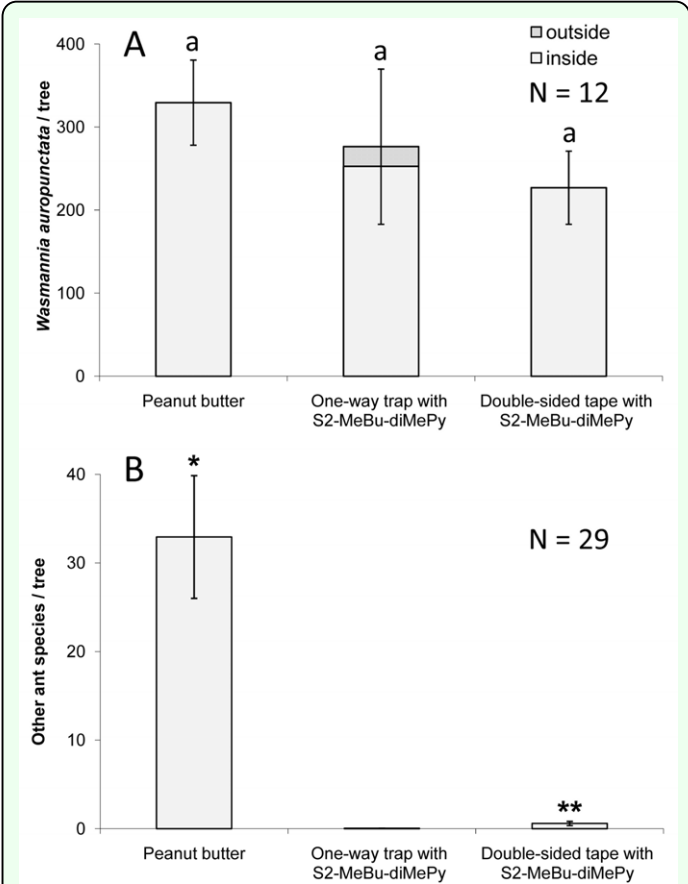 A
a
a
a
outside
inside
N = 12
400
300
200
100
0
Wasmannia auropunctata / tree
Peanut butter
One-way trap with
S2-MeBu-diMePy
Double-sided tape with
S2-MeBu-diMePy
B
*
**
N = 29
40
30
20
10
0
Other ant species / tree
Peanut butter
One-way trap with
S2-MeBu-diMePy
Double-sided tape with
S2-MeBu-diMePy